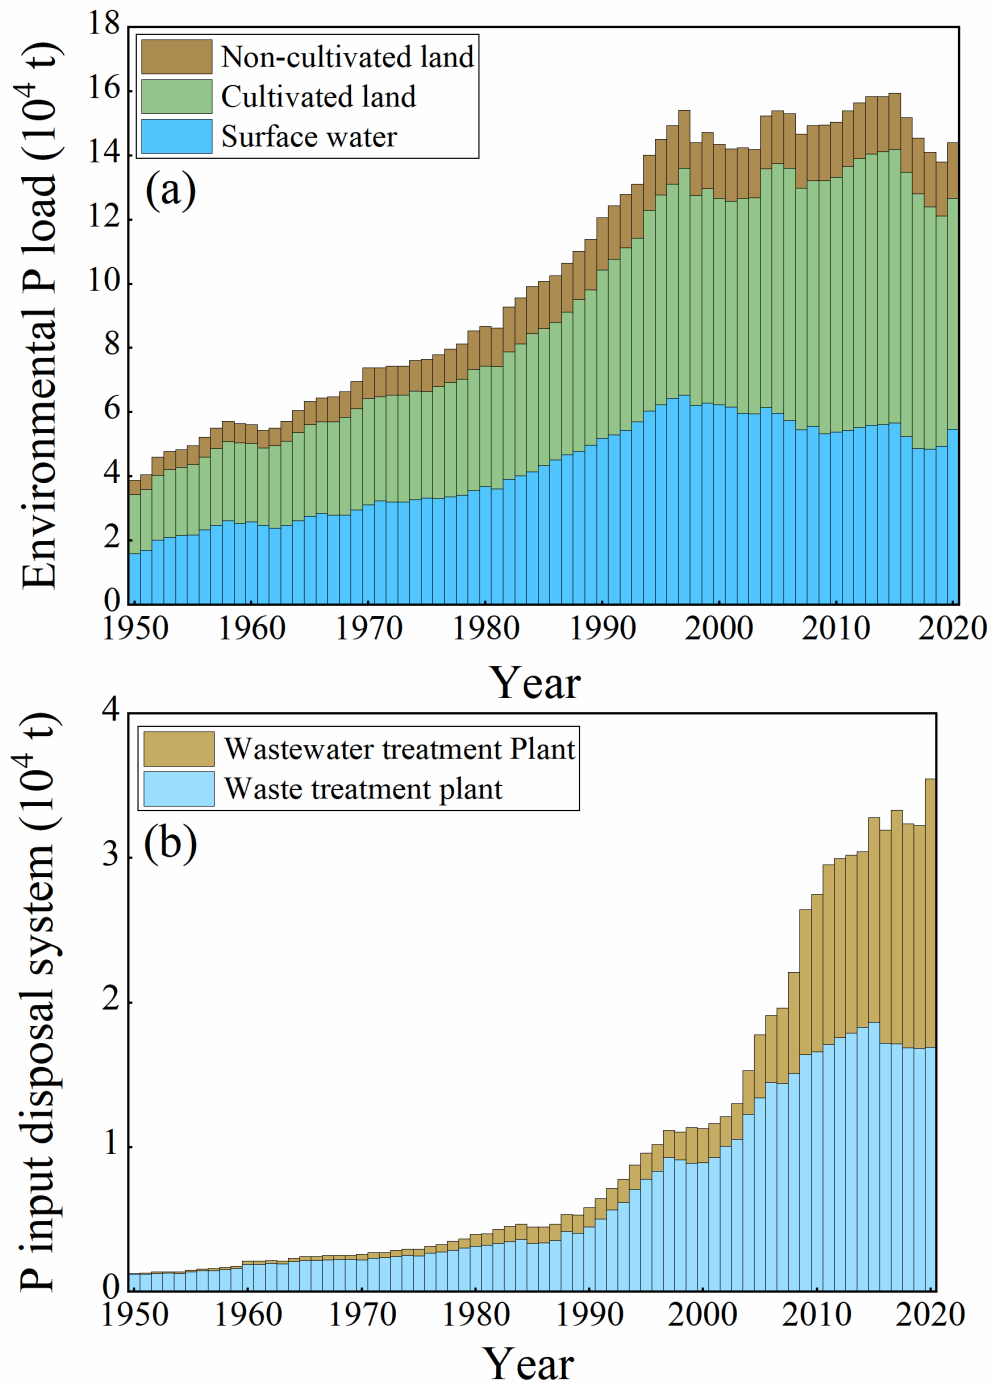 18
16
14
12
10
8
6
4
2
0
Environmental P load (10⁴ t)
Non-cultivated land
Cultivated land
Surface water
(a)
1950 1960 1970 1980 1990 2000 2010 2020
Year
4
3
2
1
0
P input disposal system (10⁴ t)
Wastewater treatment Plant
Waste treatment plant
(b)
1950 1960 1970 1980 1990 2000 2010 2020
Year